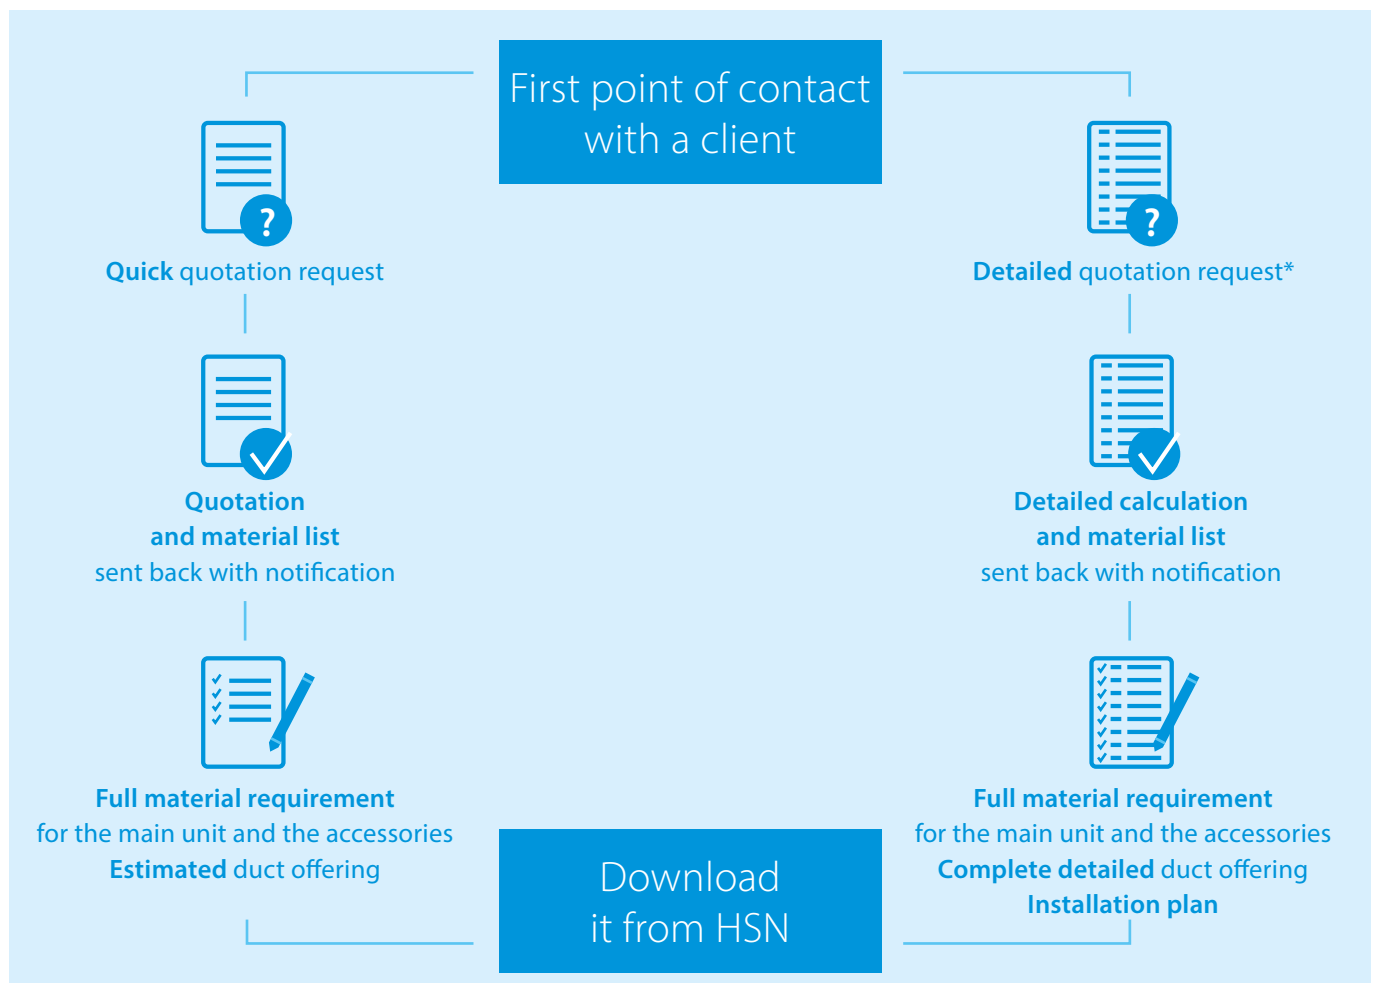 First point of contact
with a client
?
Quick quotation request
Quotation
and material list
sent back with notification
Full material requirement
for the main unit and the accessories
Estimated duct offering
?
Detailed quotation request*
Detailed calculation
and material list
sent back with notification
Full material requirement
for the main unit and the accessories
Complete detailed duct offering
Installation plan
Download
it from HSN